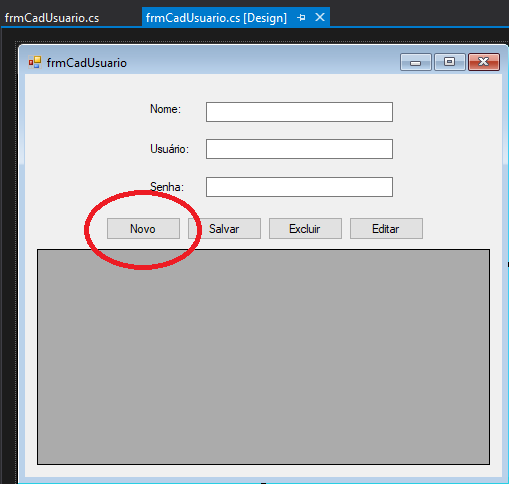 frmCadUsuario.cs frmCadUsuario.cs [Design]
frmCadUsuario
Nome:
Usuário:
Senha:
Novo Salvar Excluir Editar